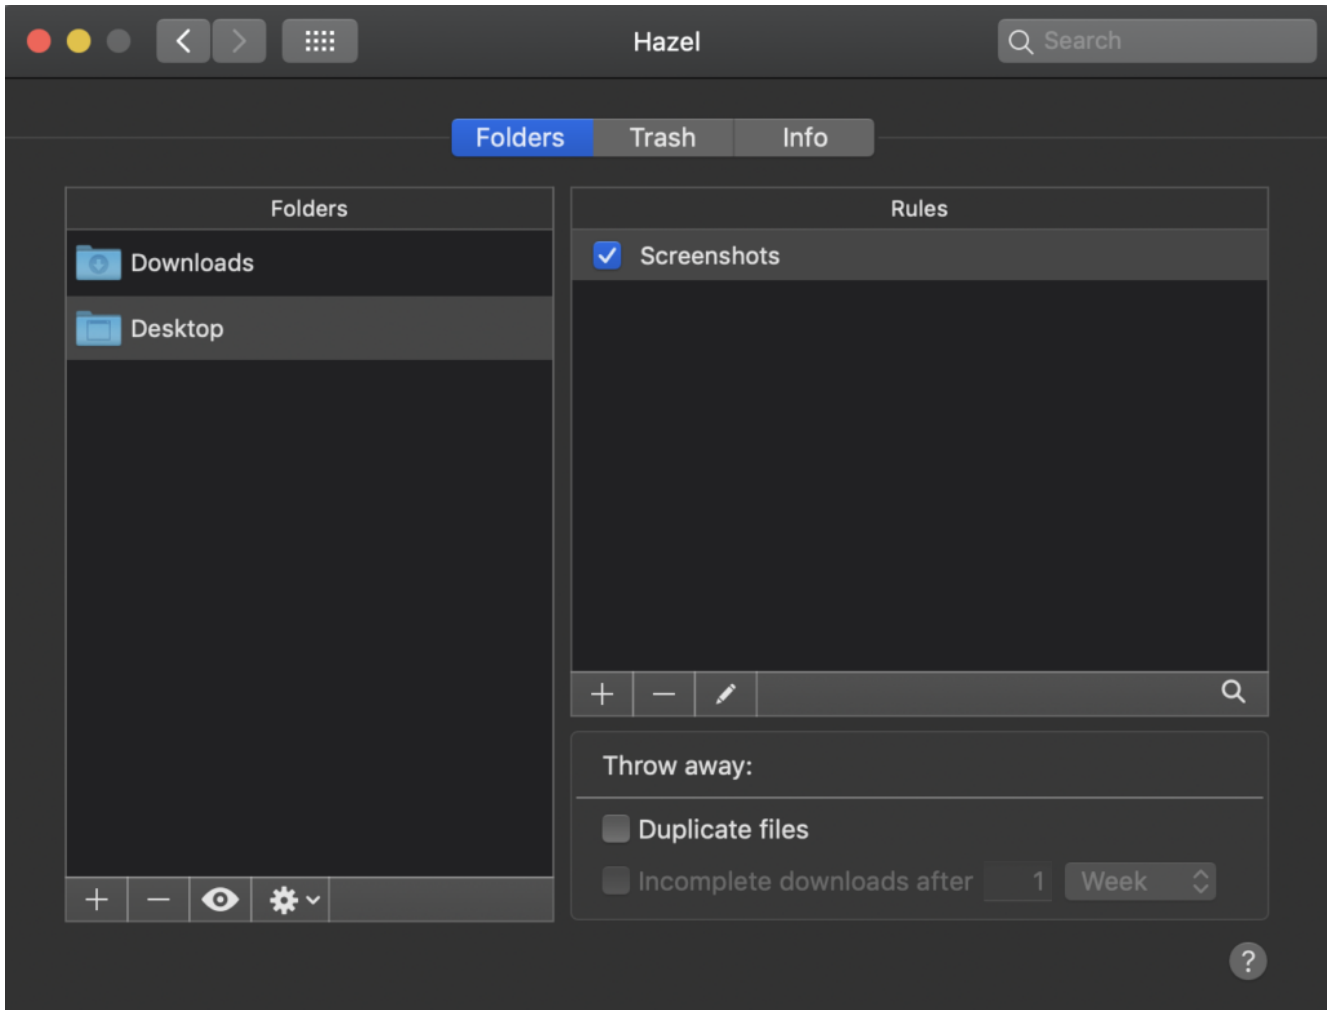 Hazel
Search
Folders
Trash
Info
Folders
Downloads
Desktop
Rules
Screenshots
Throw away:
Duplicate files
Incomplete downloads after 1 Week
?